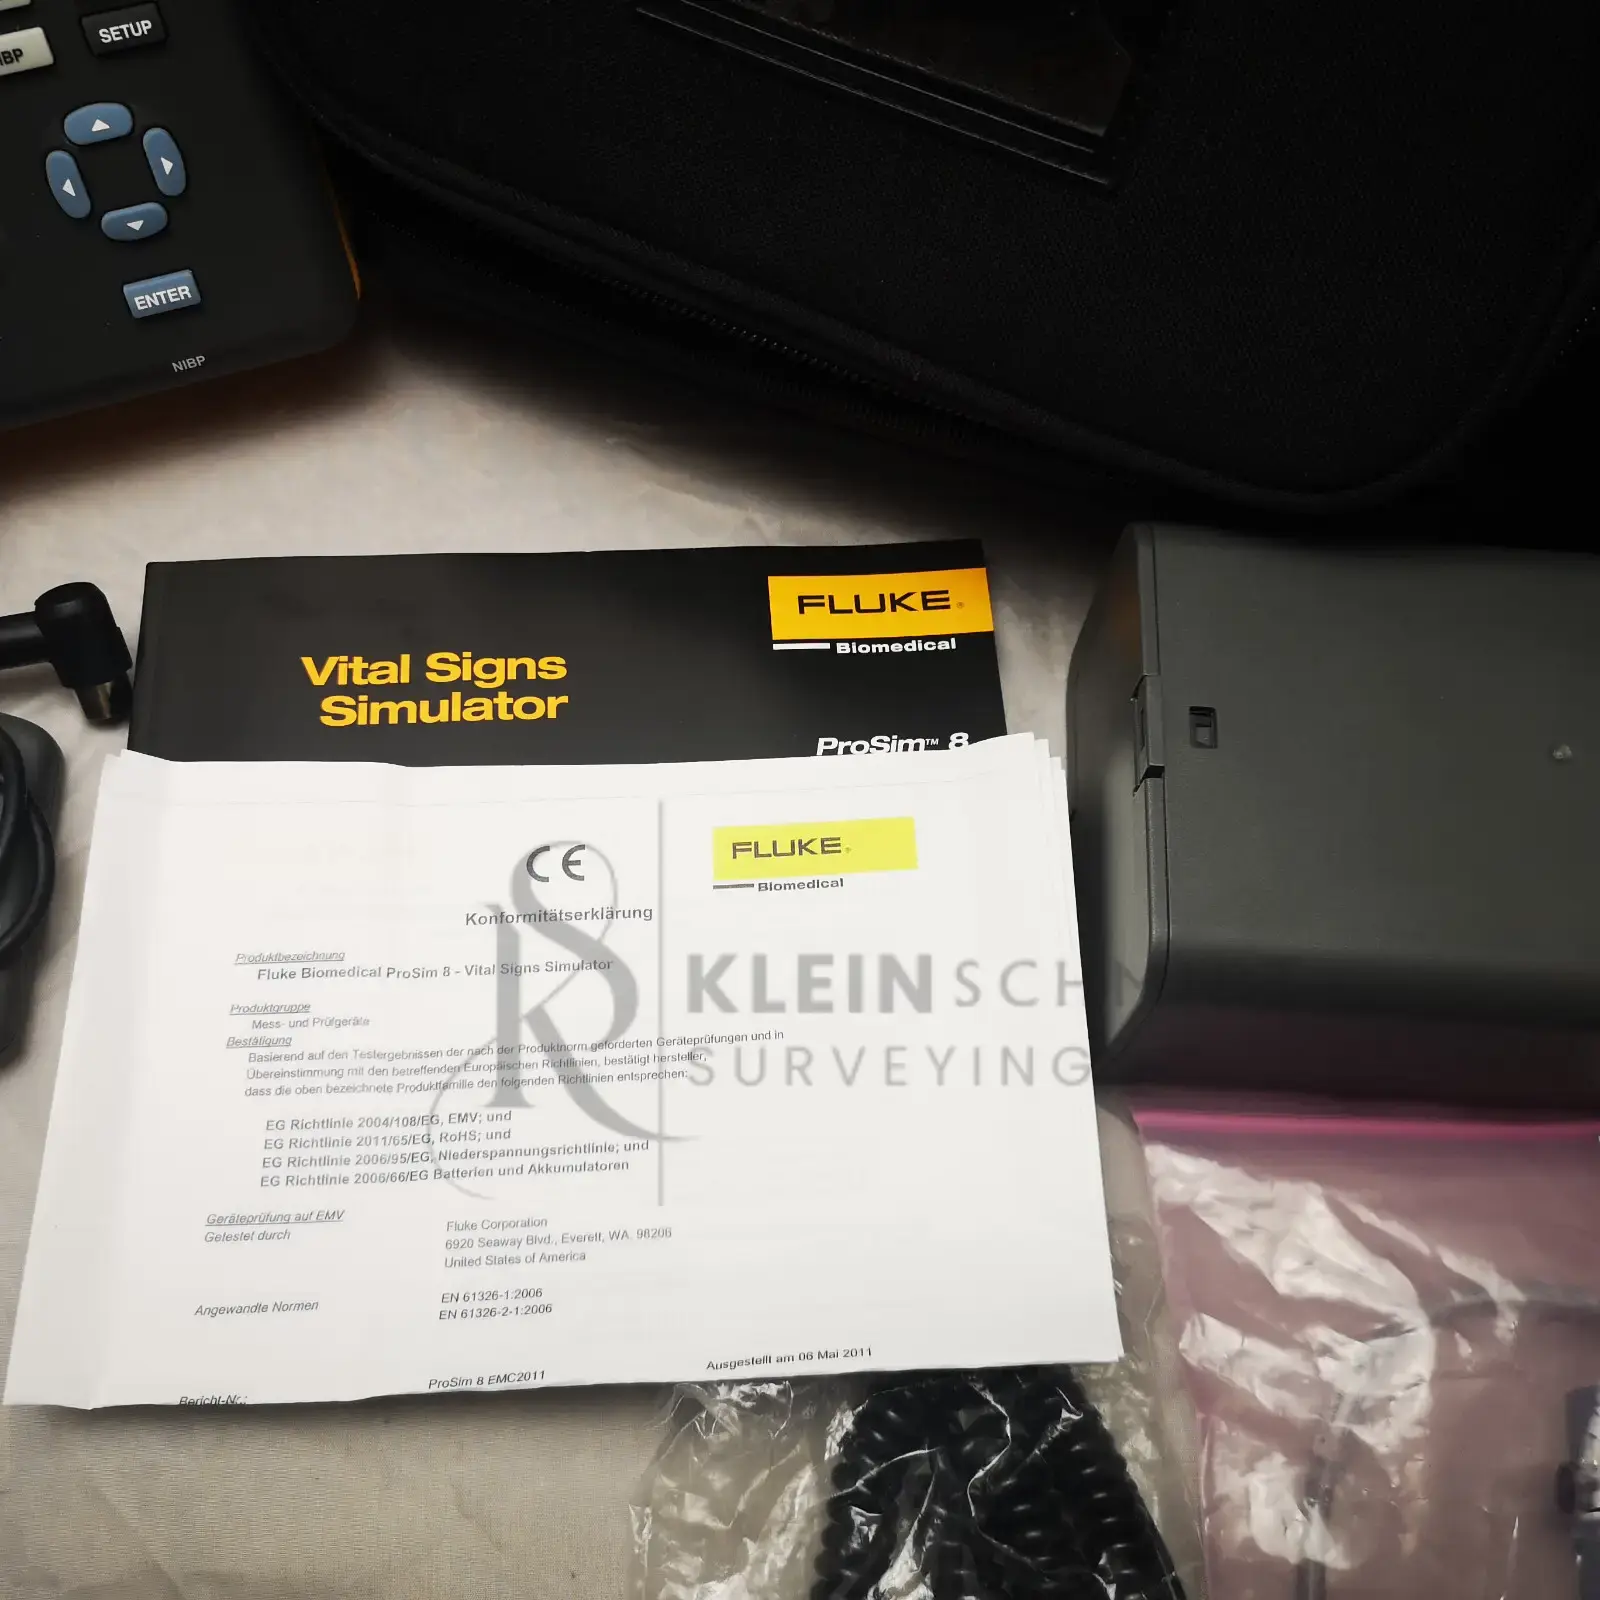 SETUP
IBP
ENTER
NIBP
FLUKE®
Biomedical
Vital Signs
Simulator
ProSim™ 8
CE
FLUKE®
Biomedical
Konformitätserklärung
Produktbezeichnung
Fluke Biomedical ProSim 8 - Vital Signs Simulator
Produktgruppe
Mess- und Prüfgeräte
Bestätigung
Basierend auf den Testergebnissen der nach der Produktnorm geforderten Geräteprüfungen und in
Übereinstimmung mit den betreffenden Europäischen Richtlinien, bestätigt hersteller,
dass die oben bezeichnete Produktfamilie den folgenden Richtlinien entsprechen:
EG Richtlinie 2004/108/EG, EMV; und
EG Richtlinie 2011/65/EG, RoHS; und
EG Richtlinie 2006/95/EG, Niederspannungsrichtlinie; und
EG Richtlinie 2006/66/EG Batterien und Akkumulatoren
Geräteprüfung auf EMV
Getestet durch
Fluke Corporation
6920 Seaway Blvd., Everett, WA. 98206
United States of America
Angewandte Normen
EN 61326-1:2006
EN 61326-2-1:2006
Ausgestellt am 06 Mai 2011
Bericht-Nr.: ProSim 8 EMC2011
KS
KLEINSCHM
SURVEYING